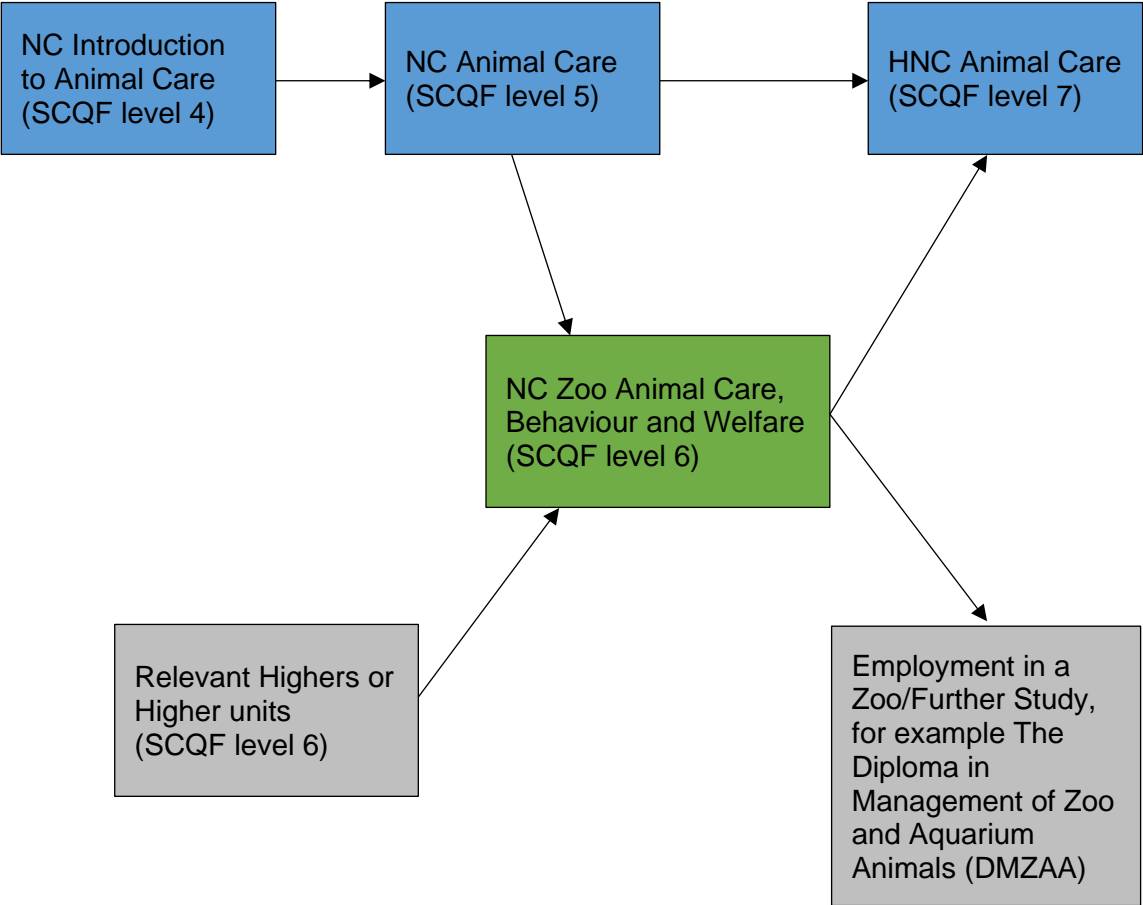 NC Introduction
to Animal Care
(SCQF level 4)
NC Animal Care
(SCQF level 5)
HNC Animal Care
(SCQF level 7)
NC Zoo Animal Care,
Behaviour and Welfare
(SCQF level 6)
Relevant Highers or
Higher units
(SCQF level 6)
Employment in a
Zoo/Further Study,
for example The
Diploma in
Management of Zoo
and Aquarium
Animals (DMZAA)